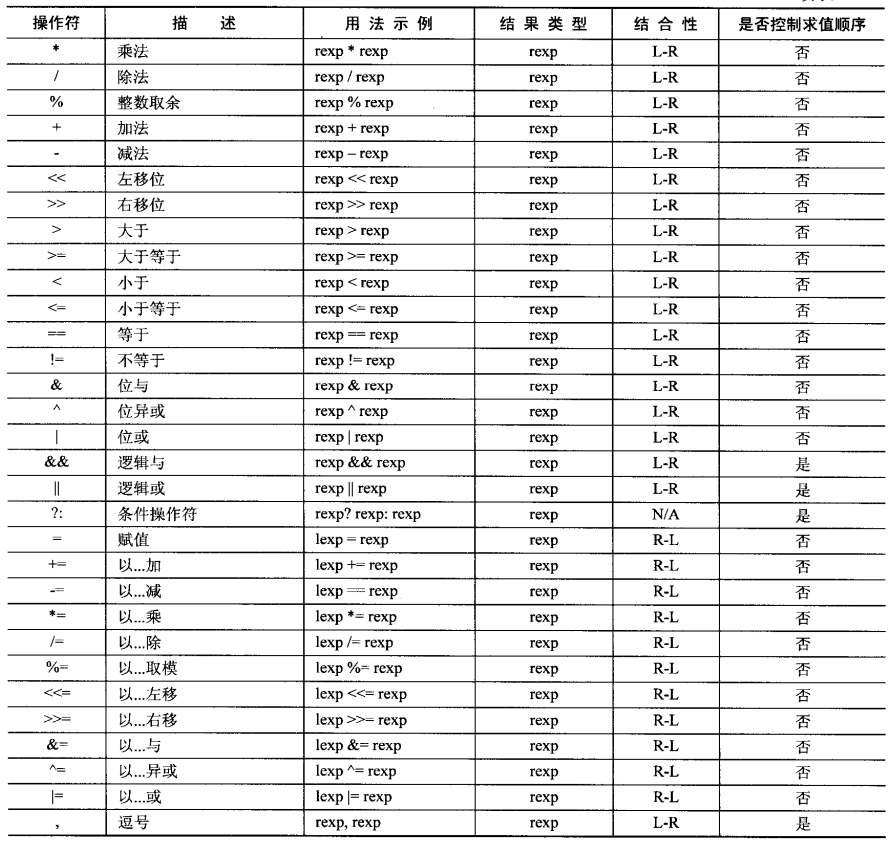 操作符 描 述 用 法 示 例 结 果 类 型 结 合 性 是否控制求值顺序
* 乘法 rexp * rexp rexp L-R 否
/ 除法 rexp / rexp rexp L-R 否
% 整数取余 rexp % rexp rexp L-R 否
+ 加法 rexp + rexp rexp L-R 否
- 减法 rexp – rexp rexp L-R 否
<< 左移位 rexp << rexp rexp L-R 否
>> 右移位 rexp >> rexp rexp L-R 否
> 大于 rexp > rexp rexp L-R 否
>= 大于等于 rexp >= rexp rexp L-R 否
< 小于 rexp < rexp rexp L-R 否
<= 小于等于 rexp <= rexp rexp L-R 否
== 等于 rexp == rexp rexp L-R 否
!= 不等于 rexp != rexp rexp L-R 否
& 位与 rexp & rexp rexp L-R 否
^ 位异或 rexp ^ rexp rexp L-R 否
| 位或 rexp | rexp rexp L-R 否
&& 逻辑与 rexp && rexp rexp L-R 是
|| 逻辑或 rexp || rexp rexp L-R 是
?: 条件操作符 rexp? rexp: rexp rexp N/A 是
= 赋值 lexp = rexp rexp R-L 否
+= 以...加 lexp += rexp rexp R-L 否
-= 以...减 lexp == rexp rexp R-L 否
*= 以...乘 lexp *= rexp rexp R-L 否
/= 以...除 lexp /= rexp rexp R-L 否
%= 以...取模 lexp %= rexp rexp R-L 否
<<= 以...左移 lexp <<= rexp rexp R-L 否
>>= 以...右移 lexp >>= rexp rexp R-L 否
&= 以...与 lexp &= rexp rexp R-L 否
^= 以...异或 lexp ^= rexp rexp R-L 否
|= 以...或 lexp |= rexp rexp R-L 否
, 逗号 rexp, rexp rexp L-R 是